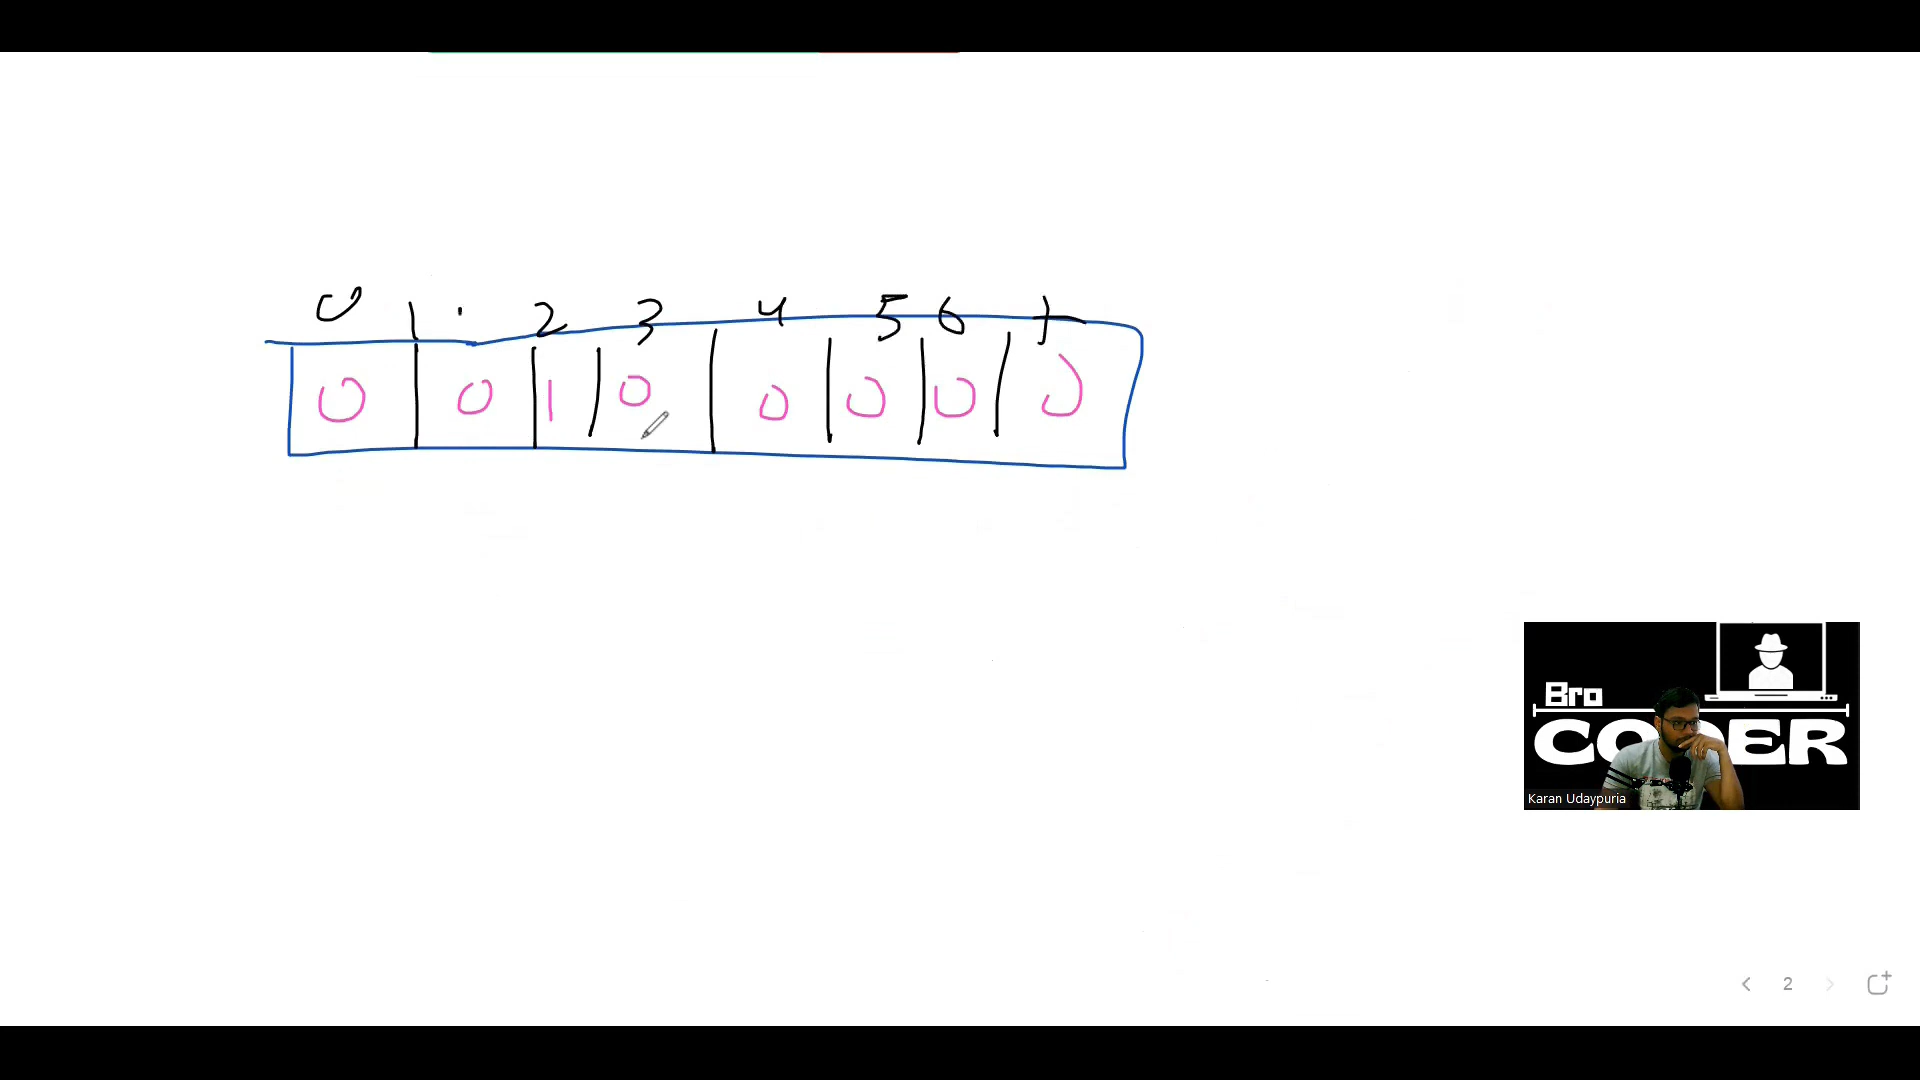 0 1 . 2 3 4 5 6 7
0 0 1 0 0 0 0 0
Bro
CODER
Karan Udaypuria
2